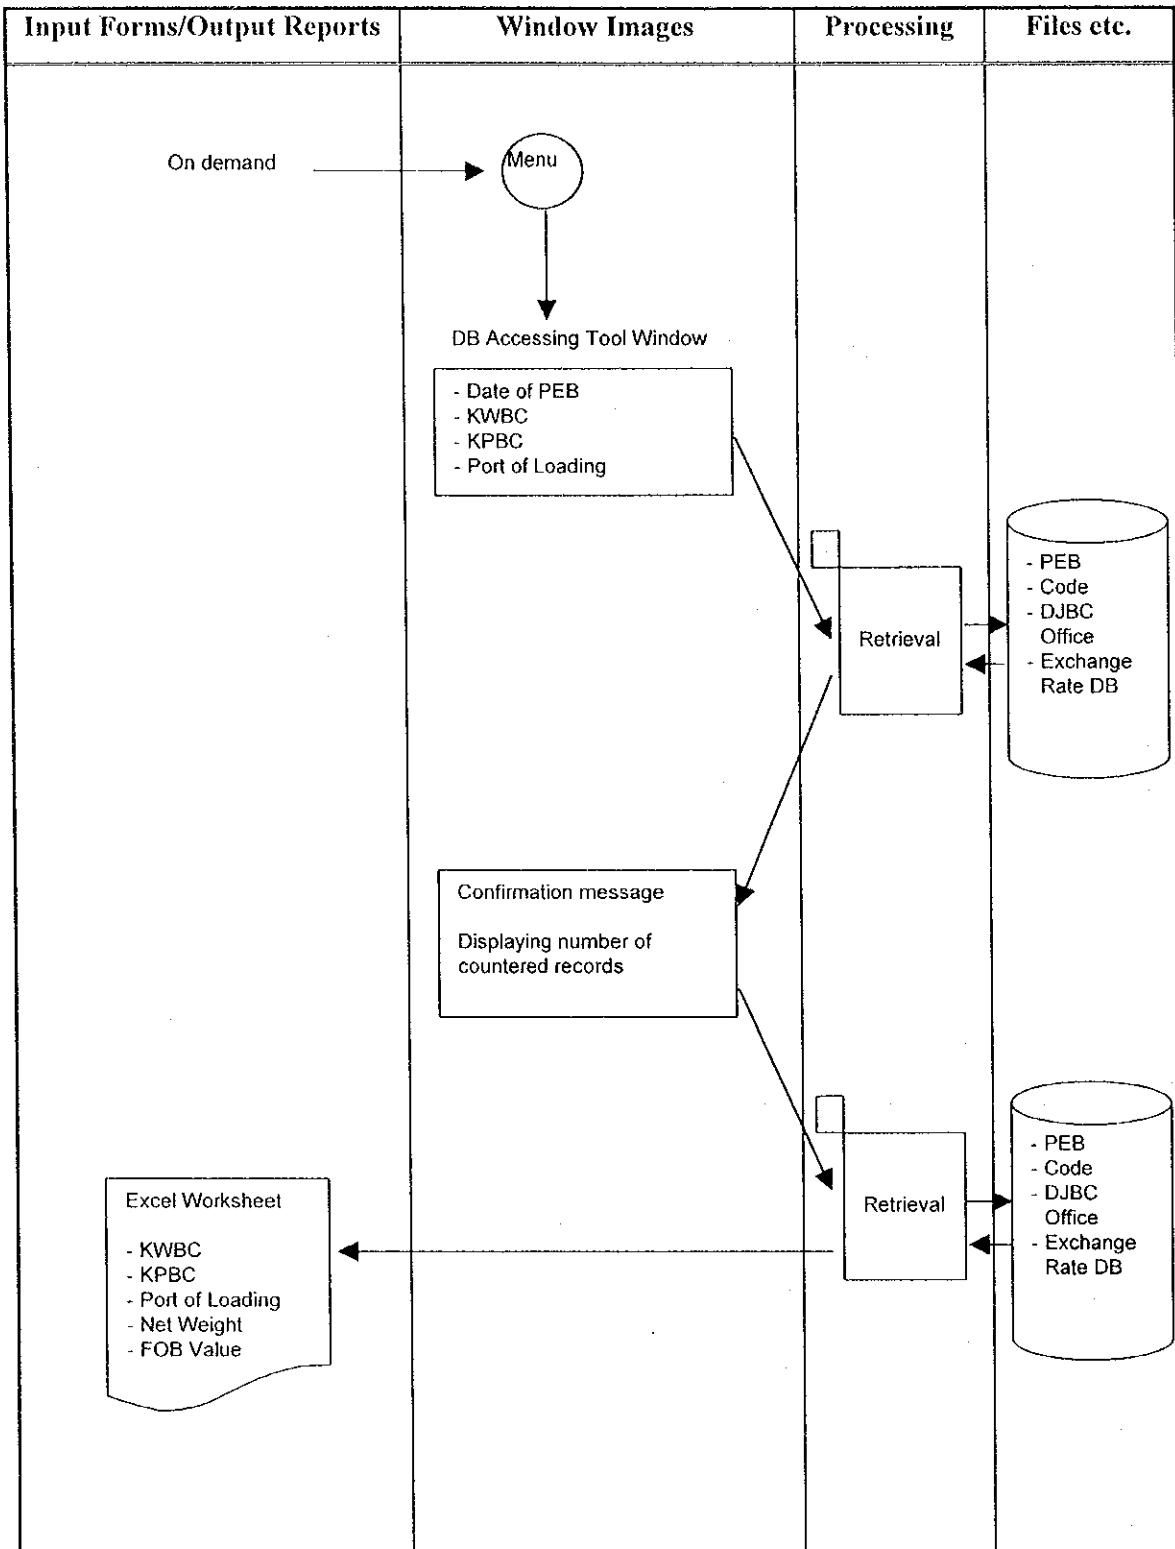 Input Forms/Output Reports
Window Images
Processing
Files etc.
On demand
Menu
DB Accessing Tool Window
- Date of PEB
- KWBC
- KPBC
- Port of Loading
Retrieval
- PEB
- Code
- DJBC
Office
- Exchange
Rate DB
Confirmation message
Displaying number of
countered records
Retrieval
- PEB
- Code
- DJBC
Office
- Exchange
Rate DB
Excel Worksheet
- KWBC
- KPBC
- Port of Loading
- Net Weight
- FOB Value